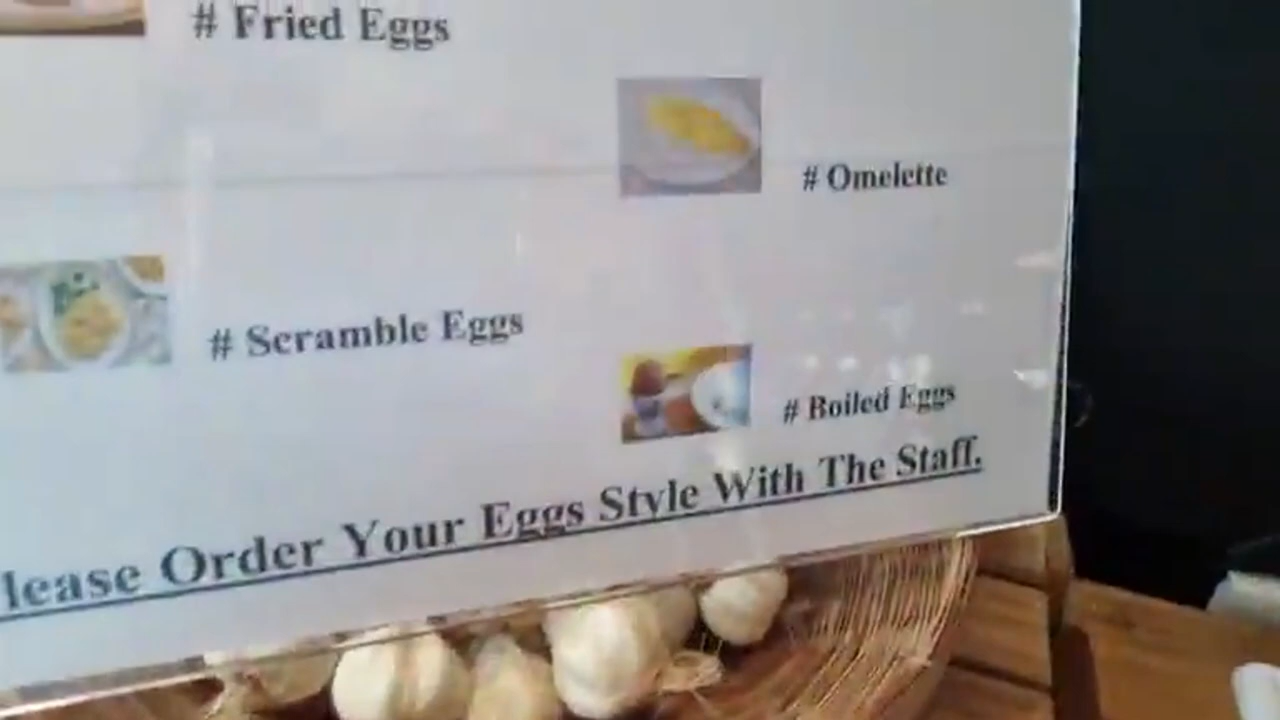 # Fried Eggs
# Omelette
# Scramble Eggs
# Boiled Eggs
lease Order Your Eggs Style With The Staff.